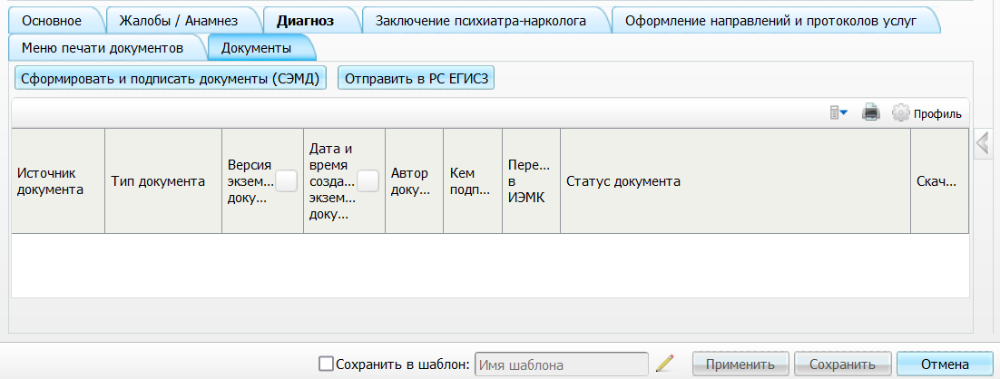 Основное
Жалобы / Анамнез
Диагноз
Заключение психиатра-нарколога
Оформление направлений и протоколов услуг
Меню печати документов
Документы
Сформировать и подписать документы (СЭМД)
Отправить в РС ЕГИСЗ
Профиль
Источник
документа
Тип документа
Версия
экзем...
доку...
Дата и
время
созда...
экзем...
доку...
Автор
доку...
Кем
подп...
Пере...
в
ИЭМК
Статус документа
Скач...
Сохранить в шаблон:
Имя шаблона
Применить
Сохранить
Отмена